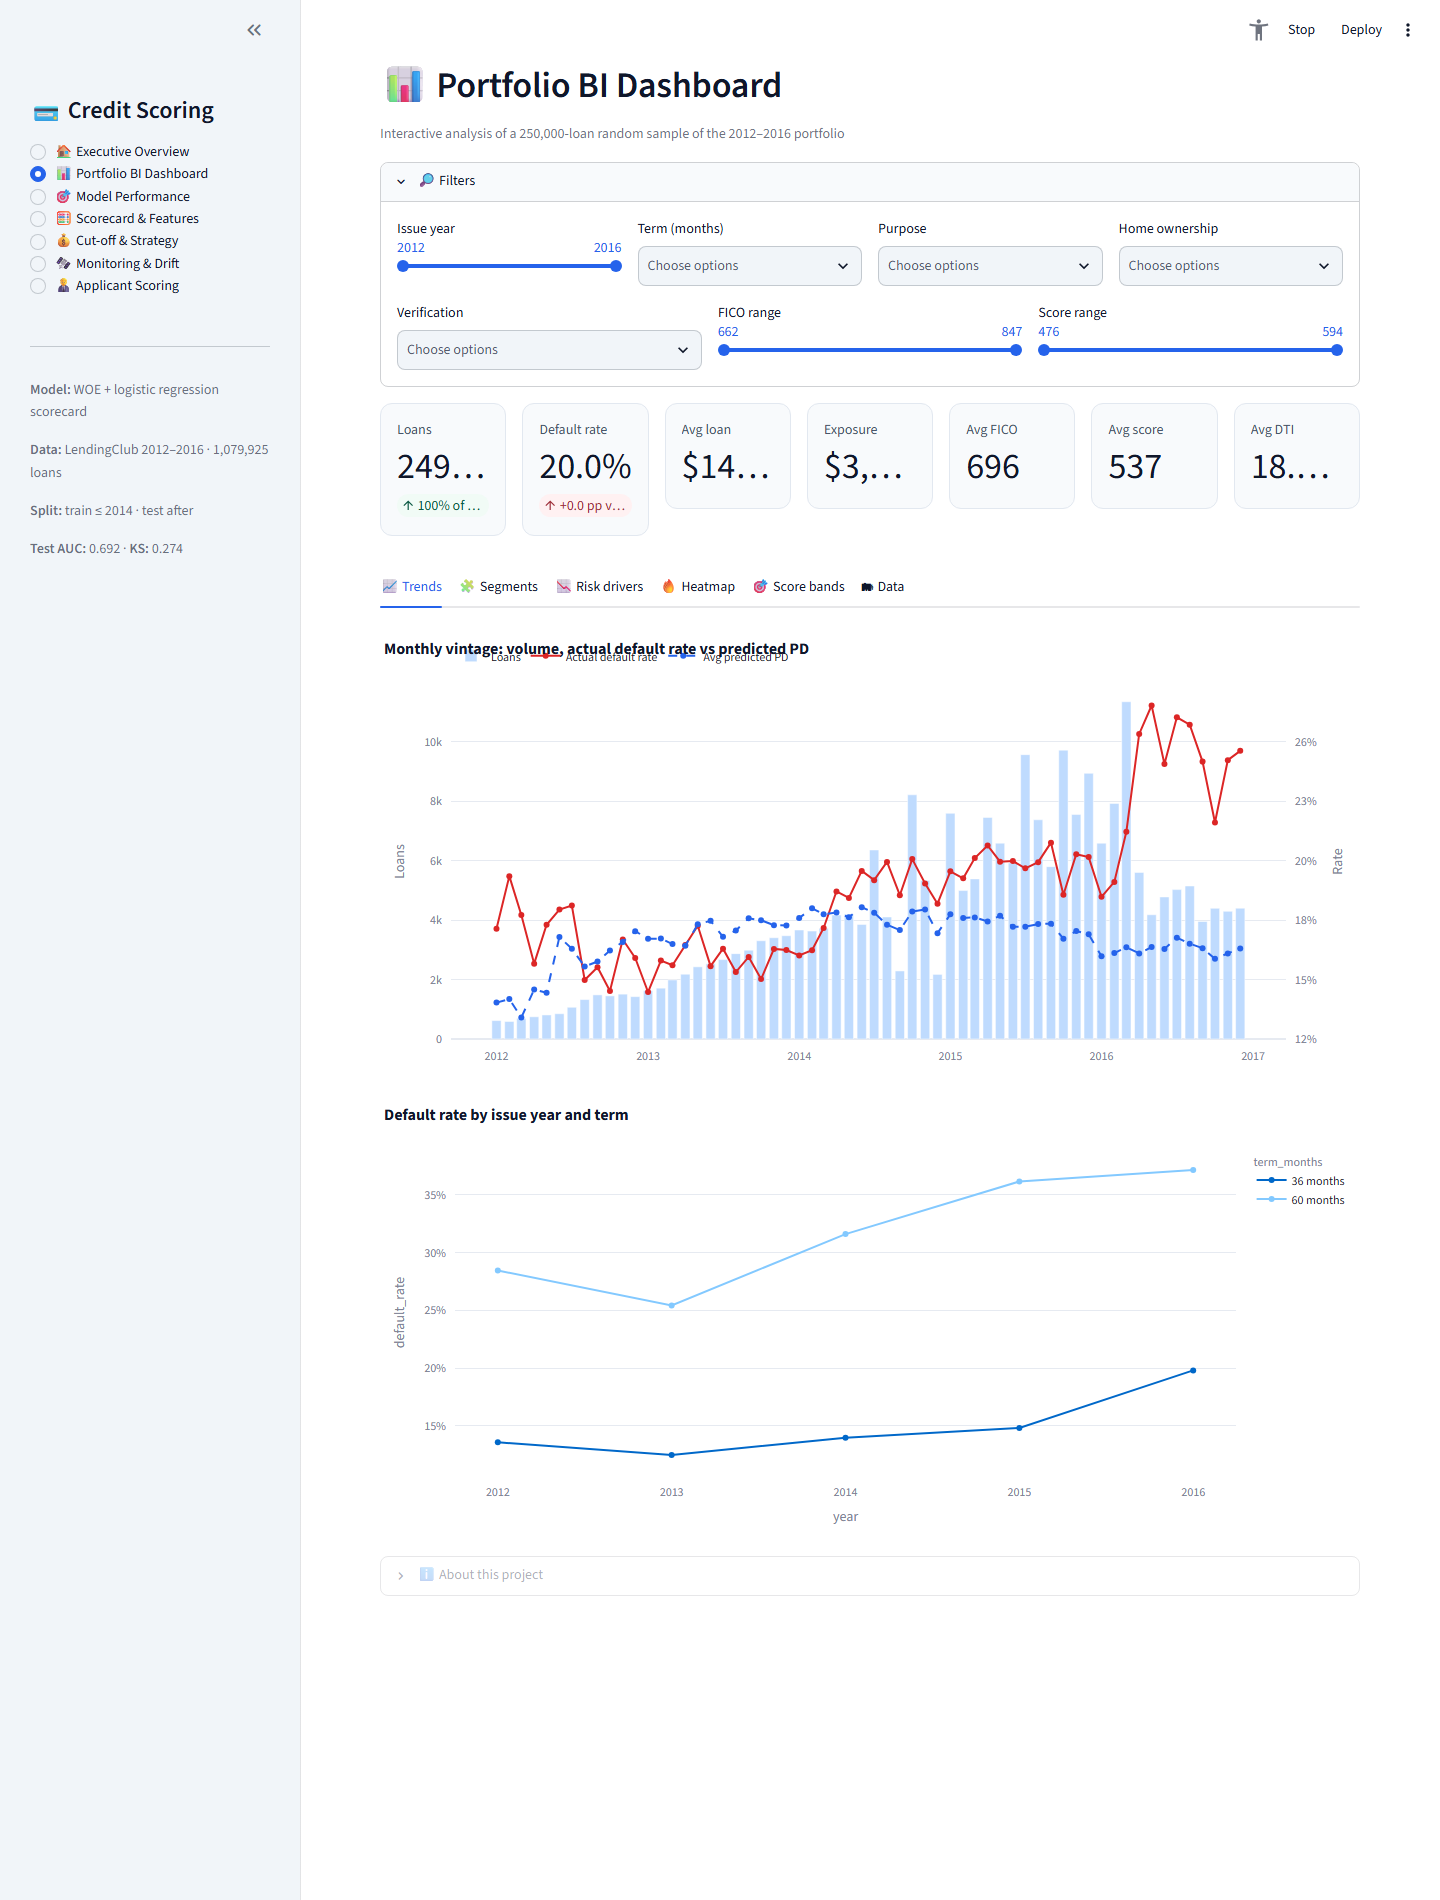 Stop
Deploy
Credit Scoring
Executive Overview
Portfolio BI Dashboard
Model Performance
Scorecard & Features
Cut-off & Strategy
Monitoring & Drift
Applicant Scoring
Model: WOE + logistic regression
scorecard
Data: LendingClub 2012–2016 · 1,079,925
loans
Split: train ≤ 2014 · test after
Test AUC: 0.692 · KS: 0.274
Portfolio BI Dashboard
Interactive analysis of a 250,000-loan random sample of the 2012–2016 portfolio
Filters
Issue year
2012 2016
Term (months)
Choose options
Purpose
Choose options
Home ownership
Choose options
Verification
Choose options
FICO range
662 847
Score range
476 594
Loans
249…
↑ 100% of …
Default rate
20.0%
↑ +0.0 pp v…
Avg loan
$14…
Exposure
$3,…
Avg FICO
696
Avg score
537
Avg DTI
18.…
Trends
Segments
Risk drivers
Heatmap
Score bands
Data
Monthly vintage: volume, actual default rate vs predicted PD
Loans
Actual default rate
Avg predicted PD
10k
8k
6k
4k
2k
0
Loans
26%
23%
20%
18%
15%
12%
Rate
2012 2013 2014 2015 2016 2017
Default rate by issue year and term
term_months
36 months
60 months
35%
30%
25%
20%
15%
default_rate
2012 2013 2014 2015 2016
year
About this project